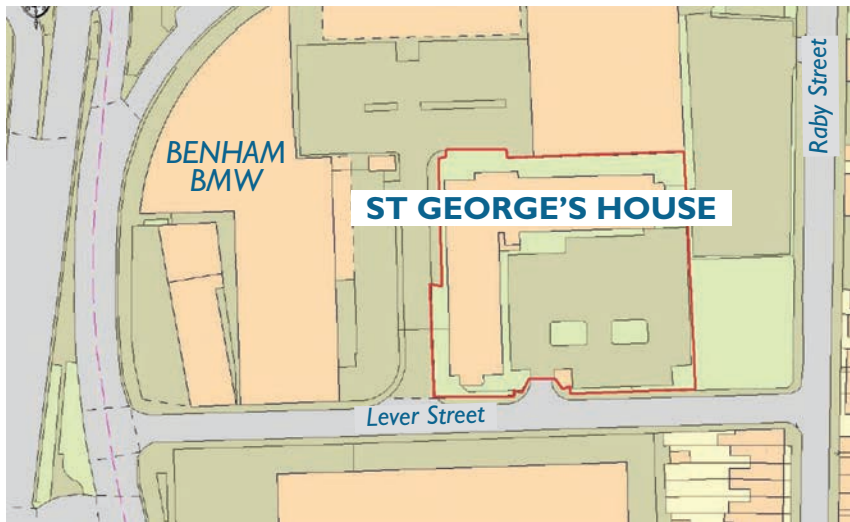 Raby Street
BENHAM
BMW
ST GEORGE'S HOUSE
Lever Street